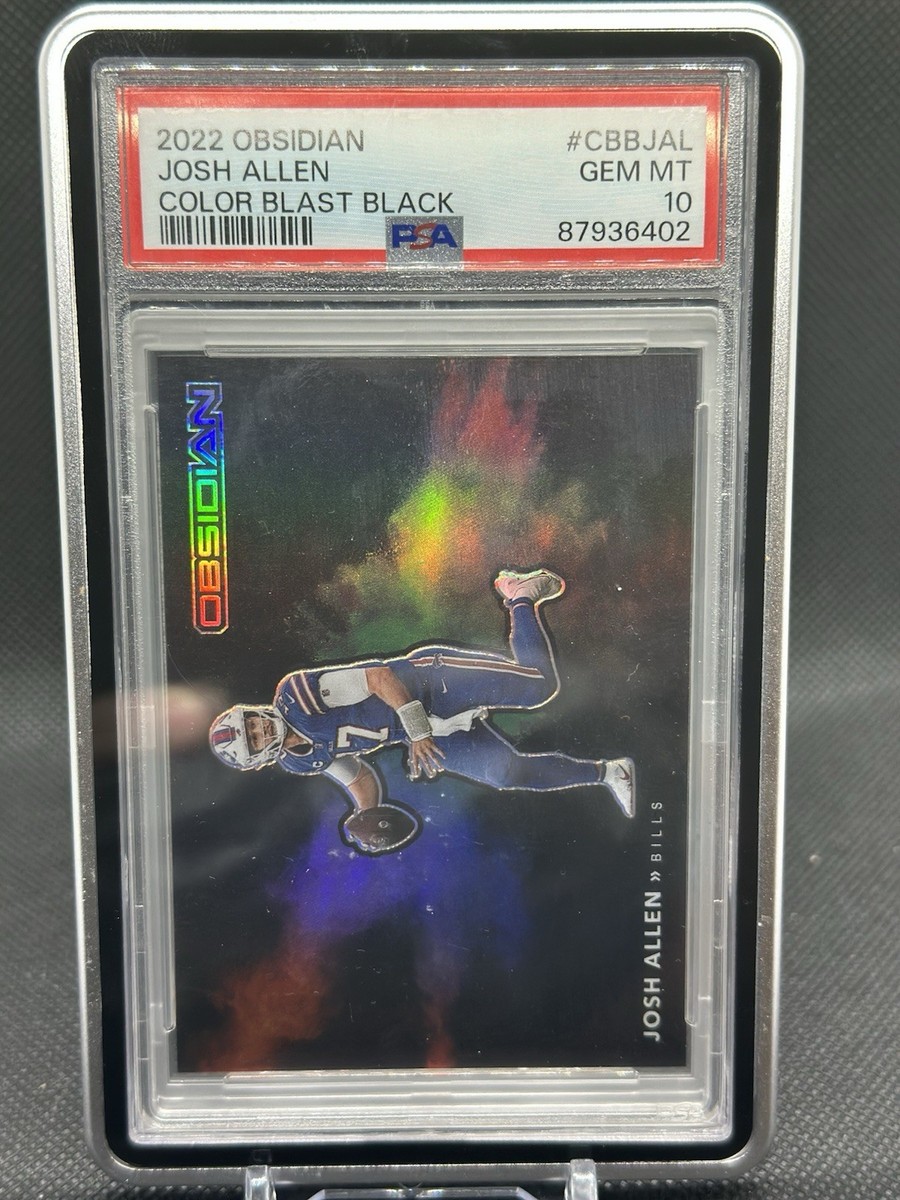 2022 OBSIDIAN #CBBJAL
JOSH ALLEN GEM MT
COLOR BLAST BLACK 10
PSA 87936402
OBSIDIAN
17
C
JOSH ALLEN » BILLS